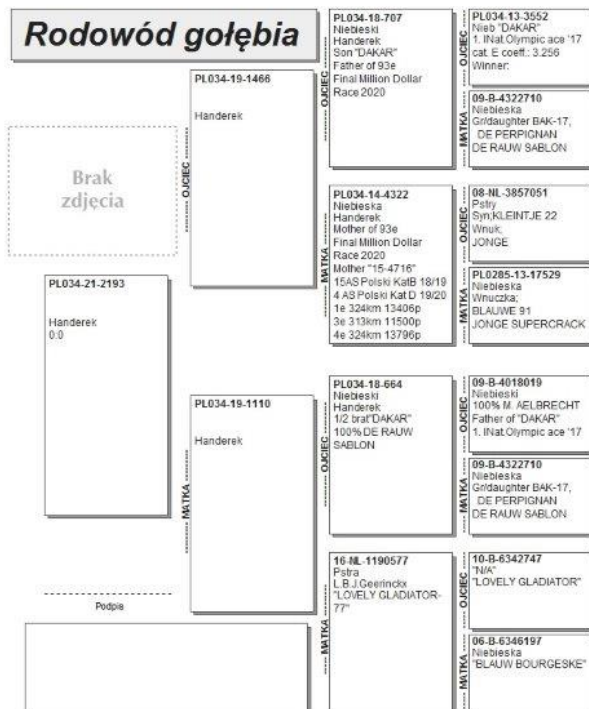 Rodowód gołębia
Brak
zdjęcia
PL034-21-2193
Handerek
0:0
Podpis
OJCIEC
PL034-19-1466
Handerek
MATKA
PL034-19-1110
Handerek
OJCIEC
PL034-18-707
Niebieski
Handerek
Son "DAKAR"
Father of 93e
Final Million Dollar
Race 2020
MATKA
PL034-14-4322
Niebieska
Handerek
Mother of 93e
Final Million Dollar
Race 2020
Mother "15-4716"
15AS Polski KatB 18/19
4 AS Polski Kat D 19/20
1e 324km 13406p
3e 313km 11500p
4e 324km 13796p
OJCIEC
PL034-18-664
Niebieski
Handerek
1/2 brat"DAKAR"
100% DE RAUW
SABLON
MATKA
16-NL-1190577
Pstra
L.B.J.Geerinckx
"LOVELY GLADIATOR-
77"
OJCIEC
PL034-13-3552
Nieb "DAKAR"
1. INat.Olympic ace '17
cat. E coeff.: 3.256
Winner:
MATKA
09-B-4322710
Niebieska
Gr/daughter BAK-17,
DE PERPIGNAN
DE RAUW SABLON
OJCIEC
08-NL-3857051
Pstry
Syn;KLEINTJE 22
Wnuk;
JONGE
MATKA
PL0285-13-17529
Niebieska
Wnuczka;
BLAUWE 91
JONGE SUPERCRACK
OJCIEC
09-B-4018019
Niebieski
100% M. AELBRECHT
Father of "DAKAR"
1. INat.Olympic ace '17
MATKA
09-B-4322710
Niebieska
Gr/daughter BAK-17,
DE PERPIGNAN
DE RAUW SABLON
OJCIEC
10-B-6342747
"N/A"
"LOVELY GLADIATOR"
MATKA
06-B-6346197
Niebieska
"BLAUW BOURGESKE"